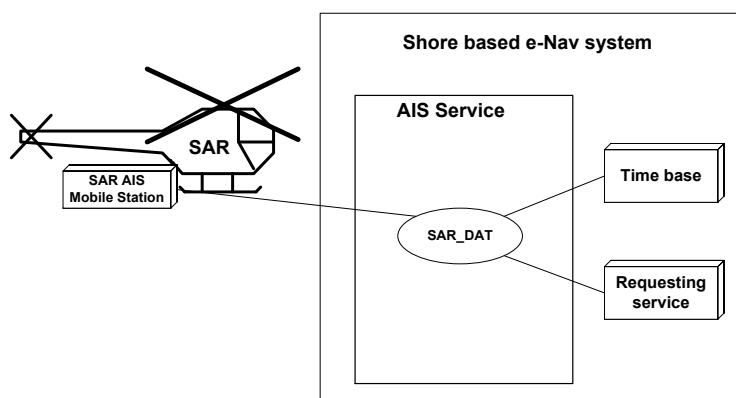 Shore based e-Nav system
AIS Service
SAR
SAR AIS
Mobile Station
Time base
SAR_DAT
Requesting
service